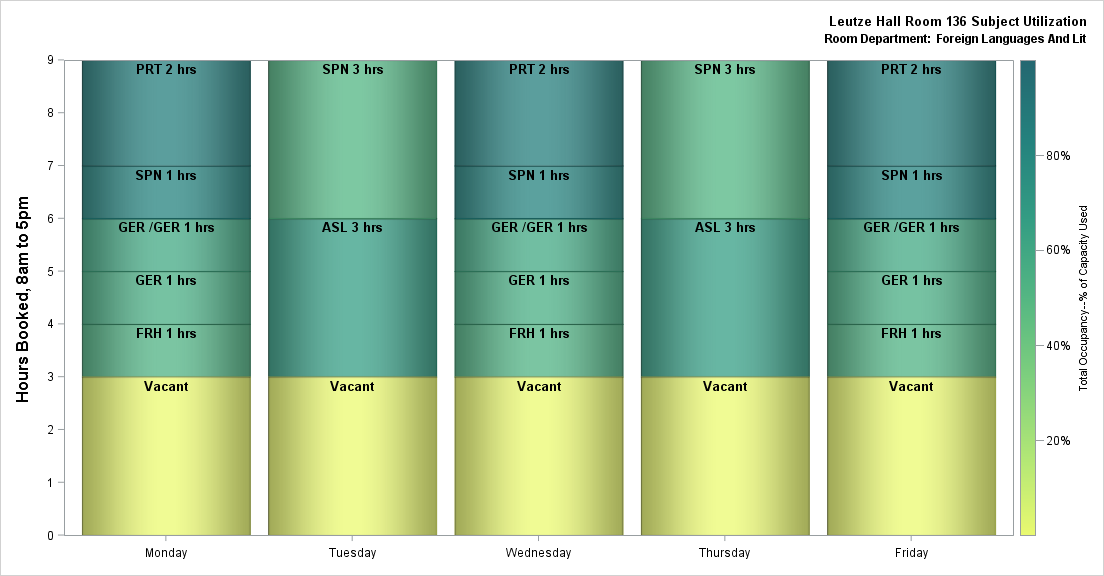 Leutze Hall Room 136 Subject Utilization
Room Department: Foreign Languages And Lit
Hours Booked, 8am to 5pm
9
8
7
6
5
4
3
2
1
0
PRT 2 hrs
SPN 1 hrs
GER /GER 1 hrs
GER 1 hrs
FRH 1 hrs
Vacant
SPN 3 hrs
ASL 3 hrs
Vacant
PRT 2 hrs
SPN 1 hrs
GER /GER 1 hrs
GER 1 hrs
FRH 1 hrs
Vacant
SPN 3 hrs
ASL 3 hrs
Vacant
PRT 2 hrs
SPN 1 hrs
GER /GER 1 hrs
GER 1 hrs
FRH 1 hrs
Vacant
Monday
Tuesday
Wednesday
Thursday
Friday
80%
60%
40%
20%
Total Occupancy--% of Capacity Used